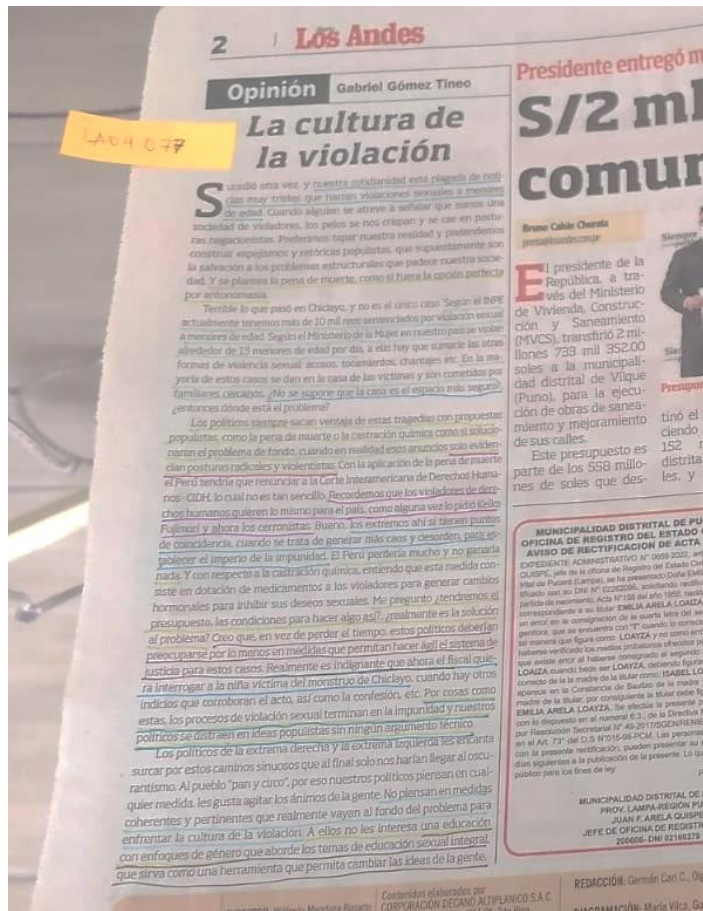 2
Los Andes
LA04 077
Opinión
Gabriel Gómez Tineo
La cultura de
la violación
Sucedió otra vez, y nuestra cotidianidad está plagada de noti-
cias muy tristes que narran violaciones sexuales a menores
de edad. Cuando alguien se atreve a señalar que somos una
sociedad de violadores, los pelos se nos crispan y se cae en postu-
ras negacionistas. Preferimos tapar nuestra realidad y pretendemos
construir espejismos y retóricas populistas, que supuestamente son
la salvación a los problemas estructurales que padece nuestra socie-
dad. Y se plantea la pena de muerte, como si fuera la opción perfecta
por antonomasia.
Terrible lo que pasó en Chiclayo, y no es el único caso. Según el INPE
actualmente tenemos más de 10 mil reos sentenciados por violación sexual
a menores de edad. Según el Ministerio de la Mujer en nuestro país se violan
alrededor de 15 menores de edad por día, a ello hay que sumarle las otras
formas de violencia sexual: acosos, tocamientos, chantajes etc. En la ma-
yoría de estos casos se dan en la casa de las víctimas y son cometidos por
familiares cercanos. ¿No se supone que la casa es el espacio más seguro?,
¿entonces dónde está el problema?
Los políticos siempre sacan ventaja de estas tragedias con propuestas
populistas, como la pena de muerte o la castración química como si solucio-
naran el problema de fondo, cuando en realidad esos anuncios solo eviden-
cian posturas radicales y violentistas. Con la aplicación de la pena de muerte
el Perú tendría que renunciar a la Corte Interamericana de Derechos Huma-
nos - CIDH, lo cual no es tan sencillo. Recordemos que los violadores de dere-
chos humanos quieren lo mismo para el país, como alguna vez lo pidió Keiko
Fujimori y ahora los cerronistas. Bueno, los extremos ahí si tienen puntos
de coincidencia, cuando se trata de generar más caos y desorden, para es-
tablecer el imperio de la impunidad. El Perú perdería mucho y no ganaría
nada. Y con respecto a la castración química, entiendo que esta medida con-
siste en dotación de medicamentos a los violadores para generar cambios
hormonales para inhibir sus deseos sexuales. Me pregunto ¿tendremos el
presupuesto, las condiciones para hacer algo así?, ¿realmente es la solución
al problema? Creo que, en vez de perder el tiempo, estos políticos deberían
preocuparse por lo menos en medidas que permitan hacer ágil el sistema de
justicia para estos casos. Realmente es indignante que ahora el fiscal quie-
ra interrogar a la niña víctima del monstruo de Chiclayo, cuando hay otros
indicios que corroboran el acto, así como la confesión, etc. Por cosas como
estas, los procesos de violación sexual terminan en la impunidad y nuestros
políticos se distraen en ideas populistas sin ningún argumento técnico.
Los políticos de la extrema derecha y la extrema izquierda les encanta
surcar por estos caminos sinuosos que al final solo nos harían llegar al oscu-
rantismo. Al pueblo "pan y circo", por eso nuestros políticos piensan en cual-
quier medida, les gusta agitar los ánimos de la gente. No piensan en medidas
coherentes y pertinentes que realmente vayan al fondo del problema para
enfrentar la cultura de la violación. A ellos no les interesa una educación
con enfoques de género que aborde los temas de educación sexual integral,
que sirva como una herramienta que permita cambiar las ideas de la gente.
Presidente entregó m
S/2 mi
comur
Bruno Cahin Churata
Siempre
El presidente de la
República, a tra-
vés del Ministerio
de Vivienda, Construc-
ción y Saneamiento
(MVCS), transfirió 2 mi-
llones 733 mil 352.00
soles a la municipali-
dad distrital de Vilque
(Puno), para la ejecu-
ción de obras de sanea-
miento y mejoramiento
de sus calles.
Este presupuesto es
parte de los 558 millo-
nes de soles que des-
Presupu
tinó el
ciendo
152
distrita
les, y
MUNICIPALIDAD DISTRITAL DE PU
OFICINA DE REGISTRO DEL ESTADO
AVISO DE RECTIFICACION DE ACTA
MUNICIPALIDAD DISTRITAL DE
PROV. LAMPA-REGIÓN PU
JUAN F. ARELA QUISPE
JEFE DE OFICINA DE REGISTR
Contenidos elaborados por
CORPORACIÓN DECANO ALTIPLANICO S.A.C
REDACCIÓN: Germán Cari C., Olg